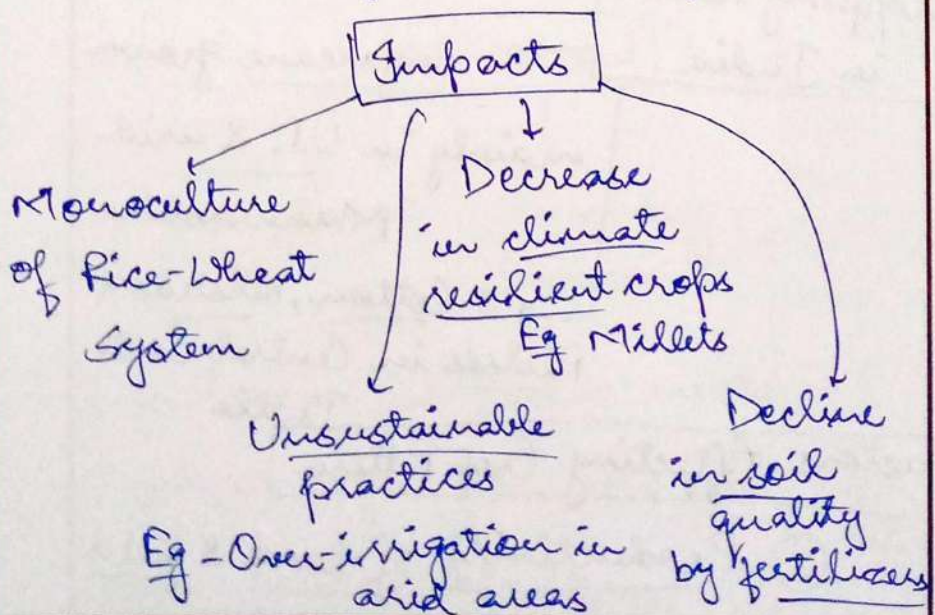 Impacts
Monoculture
of Rice-Wheat
System
Decrease
in climate
resilient crops
Eg Millets
Unsustainable
practices
Eg - Over-irrigation in
arid areas
Decline
in soil
quality
by fertilizers